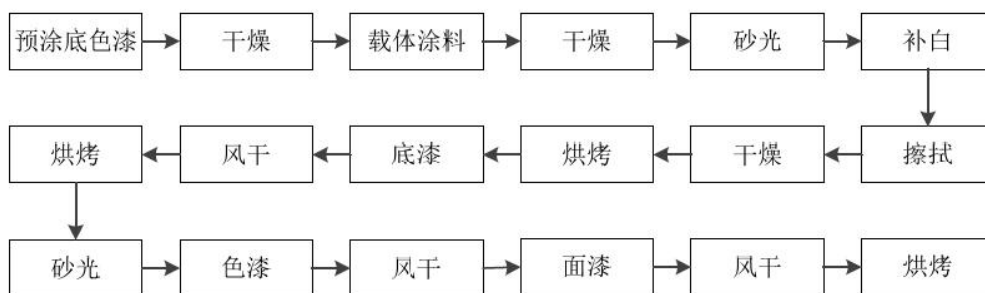 预涂底色漆 干燥 载体涂料 干燥 砂光 补白
烘烤 风干 底漆 烘烤 干燥 擦拭
砂光 色漆 风干 面漆 风干 烘烤